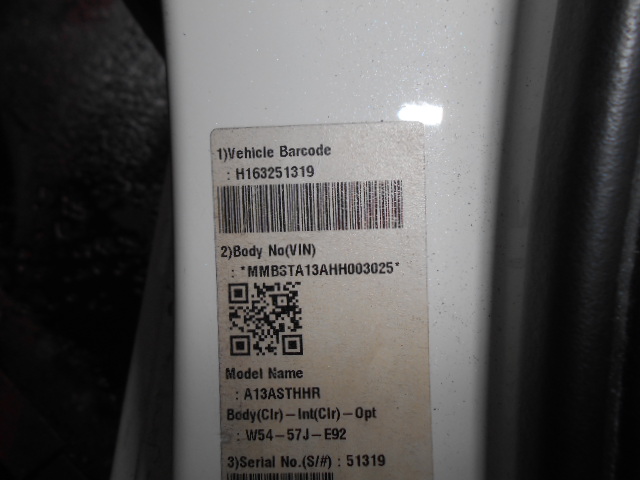 1)Vehicle Barcode
: H163251319
2)Body No(VIN)
: *MMBSTA13AHH003025*
Model Name
: A13ASTHHR
Body(Clr)-Int(Clr)-Opt
: W54-57J-E92
3)Serial No.(S/#) : 51319